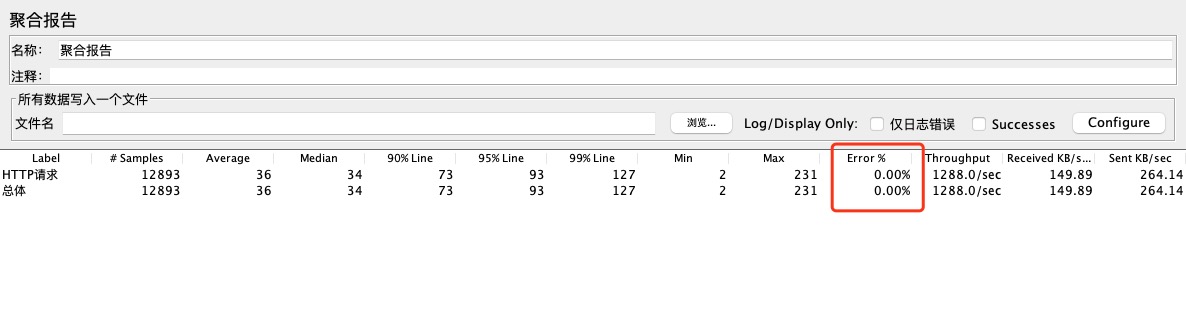 聚合报告
名称: 聚合报告
注释:
所有数据写入一个文件
文件名 浏览... Log/Display Only: 仅日志错误 Successes Configure
Label # Samples Average Median 90% Line 95% Line 99% Line Min Max Error % Throughput Received KB/s... Sent KB/sec
HTTP请求 12893 36 34 73 93 127 2 231 0.00% 1288.0/sec 149.89 264.14
总体 12893 36 34 73 93 127 2 231 0.00% 1288.0/sec 149.89 264.14